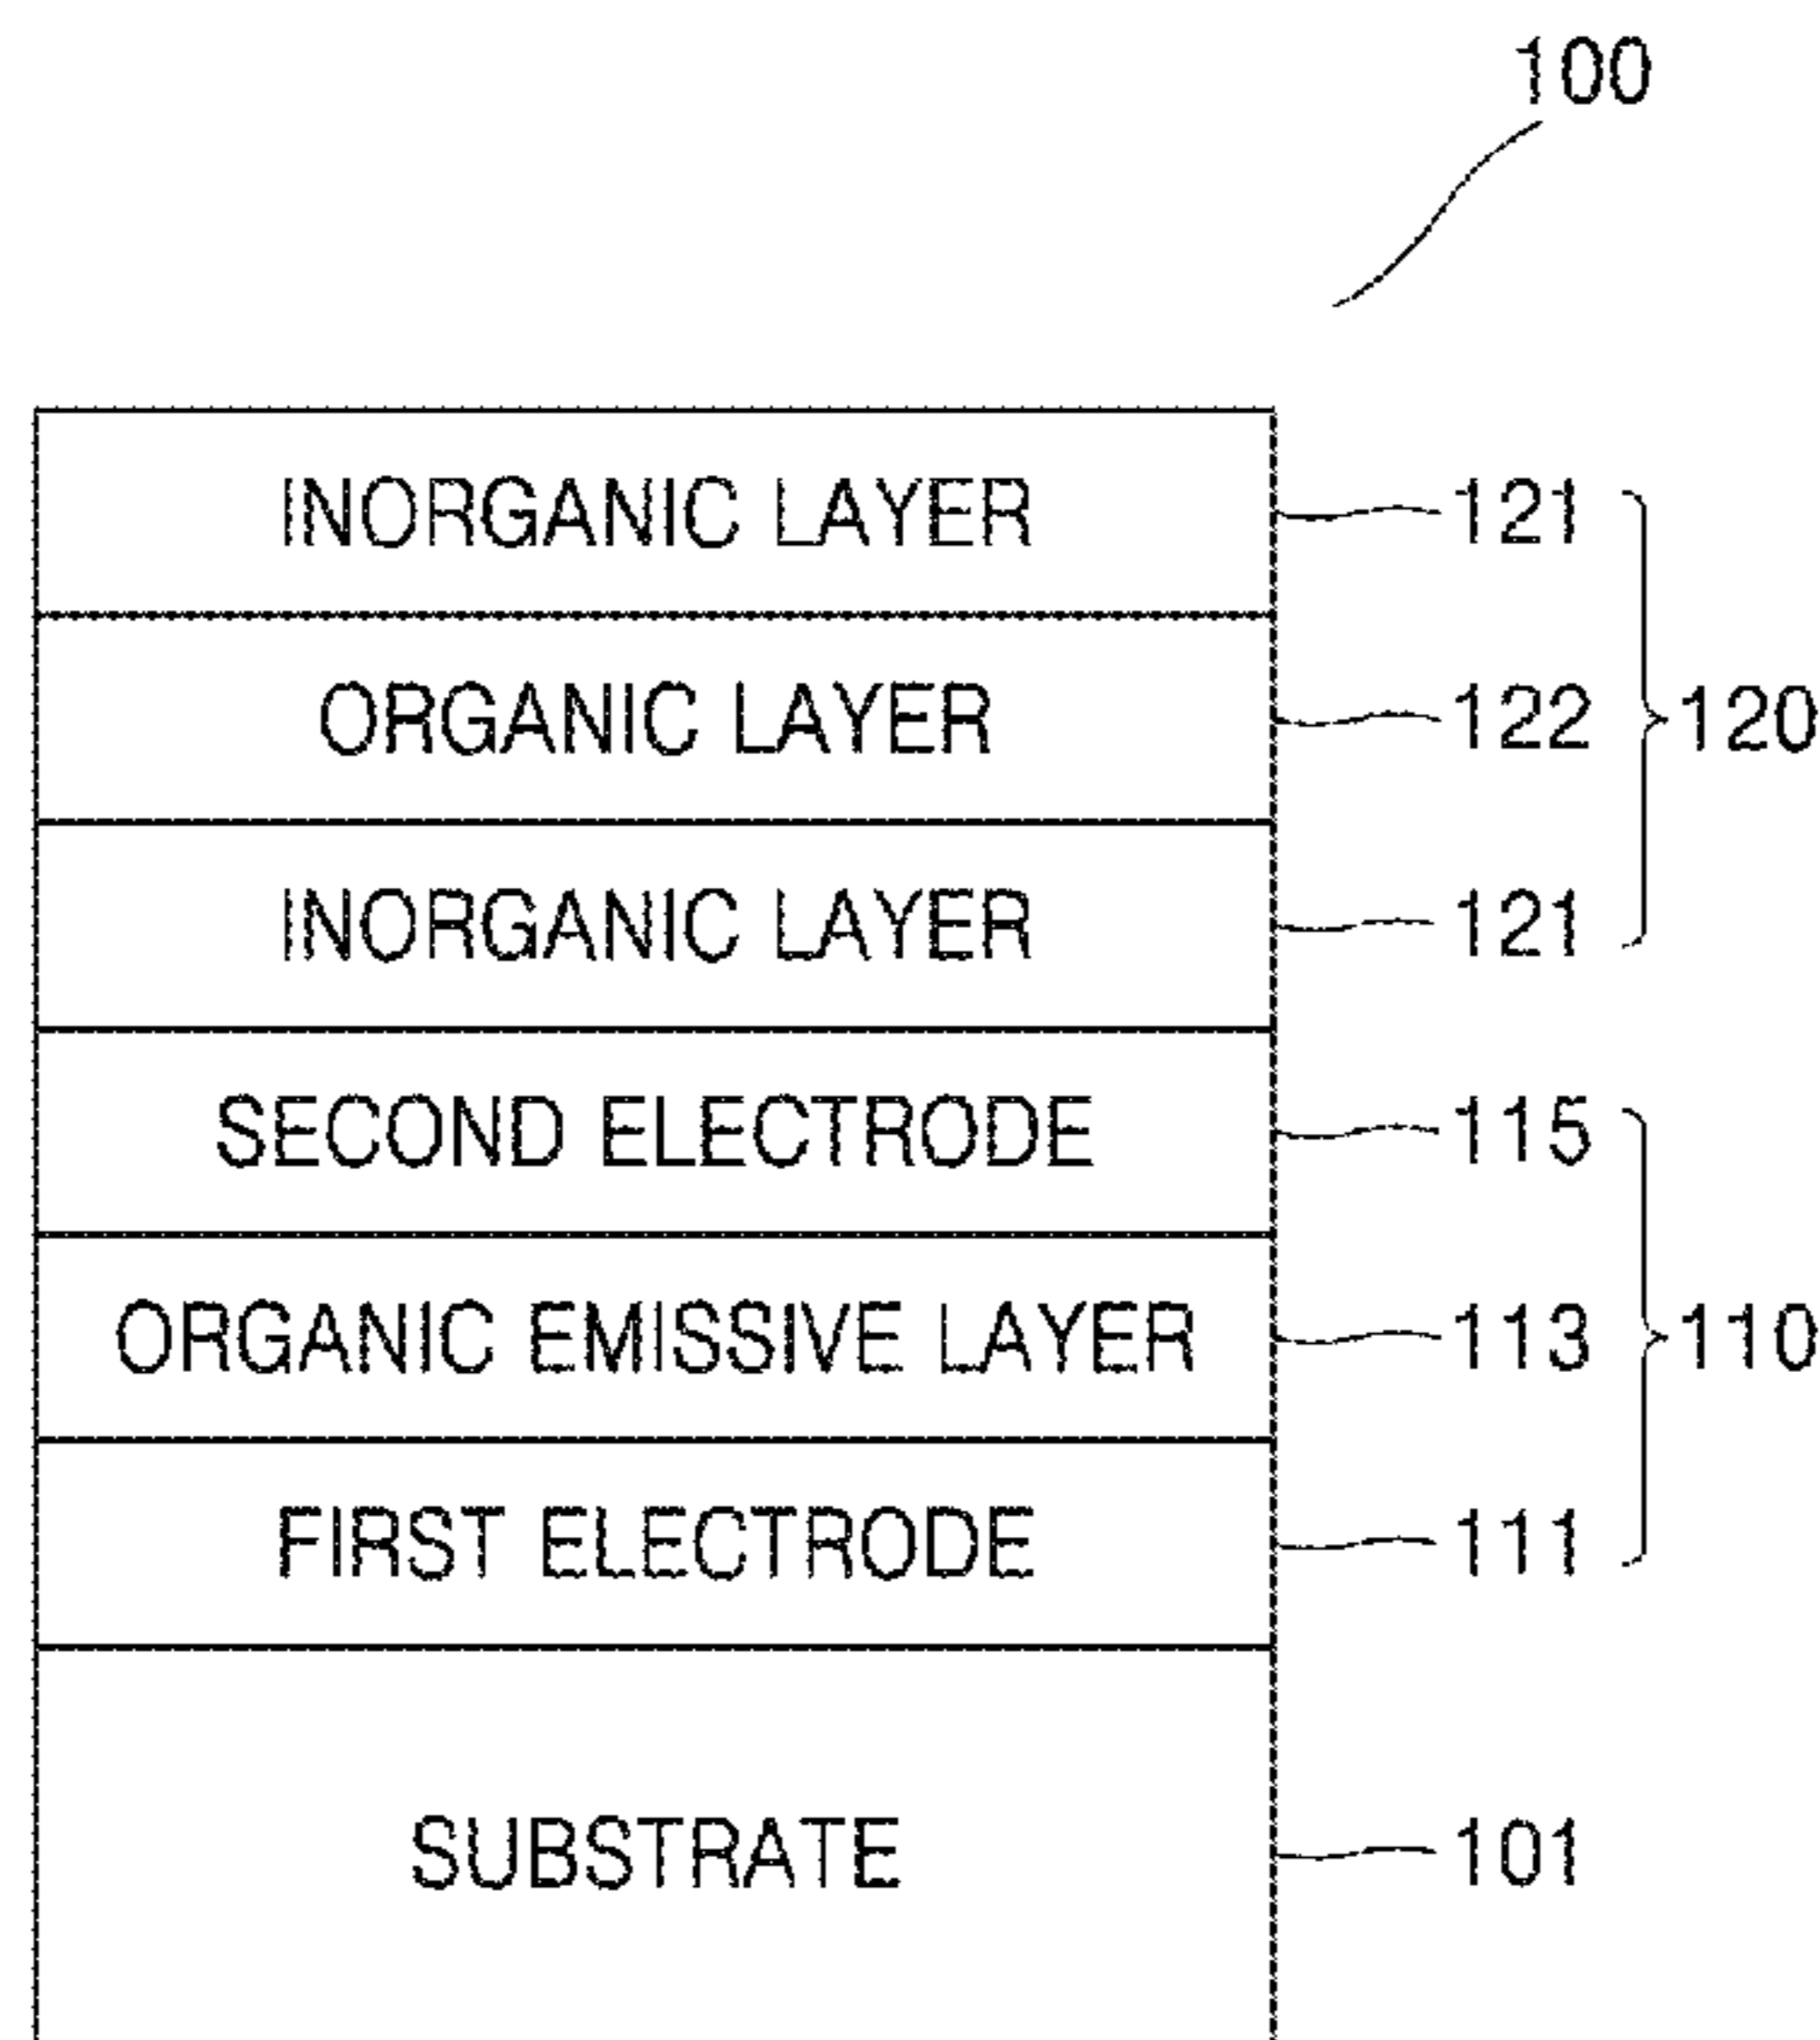 100
INORGANIC LAYER 121
ORGANIC LAYER 122 120
INORGANIC LAYER 121
SECOND ELECTRODE 115
ORGANIC EMISSIVE LAYER 113 110
FIRST ELECTRODE 111
SUBSTRATE 101